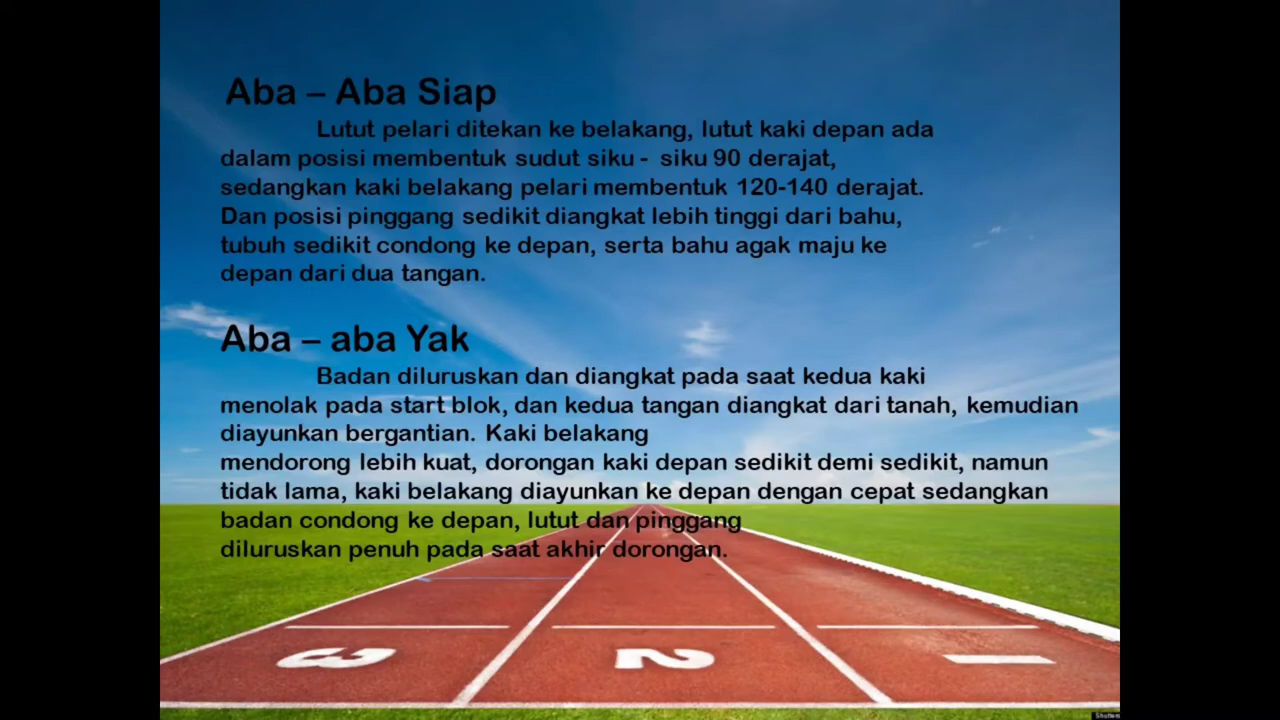 Aba – Aba Siap
Lutut pelari ditekan ke belakang, lutut kaki depan ada
dalam posisi membentuk sudut siku - siku 90 derajat,
sedangkan kaki belakang pelari membentuk 120-140 derajat.
Dan posisi pinggang sedikit diangkat lebih tinggi dari bahu,
tubuh sedikit condong ke depan, serta bahu agak maju ke
depan dari dua tangan.
Aba – aba Yak
Badan diluruskan dan diangkat pada saat kedua kaki
menolak pada start blok, dan kedua tangan diangkat dari tanah, kemudian
diayunkan bergantian. Kaki belakang
mendorong lebih kuat, dorongan kaki depan sedikit demi sedikit, namun
tidak lama, kaki belakang diayunkan ke depan dengan cepat sedangkan
badan condong ke depan, lutut dan pinggang
diluruskan penuh pada saat akhir dorongan.
3 2 1